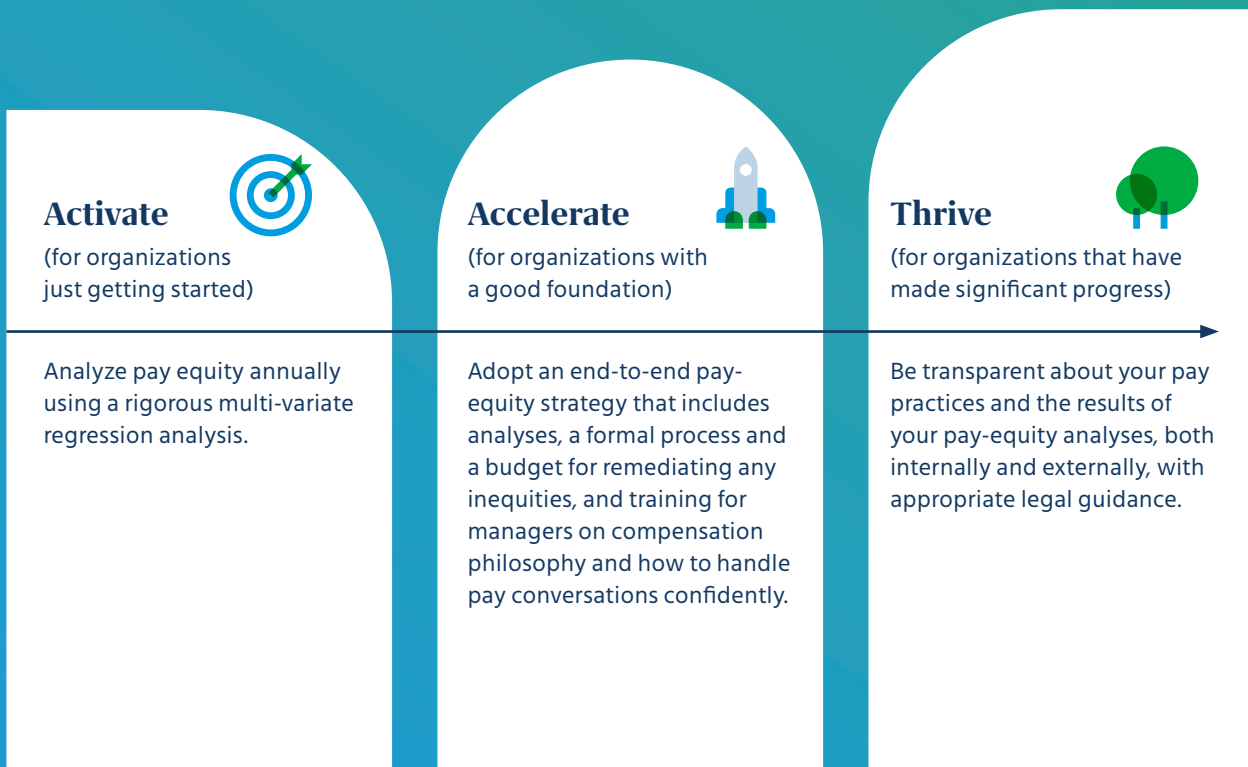 Activate
(for organizations
just getting started)
Analyze pay equity annually
using a rigorous multi-variate
regression analysis.
Accelerate
(for organizations with
a good foundation)
Adopt an end-to-end pay-
equity strategy that includes
analyses, a formal process and
a budget for remediating any
inequities, and training for
managers on compensation
philosophy and how to handle
pay conversations confidently.
Thrive
(for organizations that have
made significant progress)
Be transparent about your pay
practices and the results of
your pay-equity analyses, both
internally and externally, with
appropriate legal guidance.